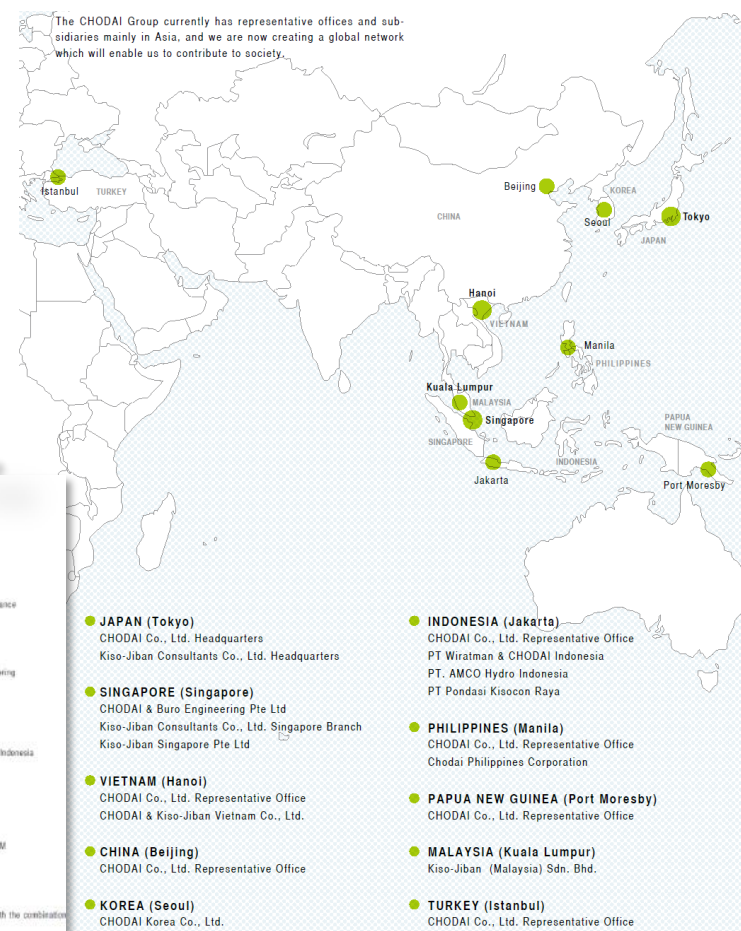 The CHODAI Group currently has representative offices and sub-
sidiaries mainly in Asia, and we are now creating a global network
which will enable us to contribute to society.
Istanbul
TURKEY
Beijing
KOREA
Seoul
Tokyo
JAPAN
CHINA
Hanoi
VIETNAM
Manila
PHILIPPINES
Kuala Lumpur
MALAYSIA
Singapore
SINGAPORE
PAPUA
NEW GUINEA
INDONESIA
Jakarta
Port Moresby
JAPAN (Tokyo)
CHODAI Co., Ltd. Headquarters
Kiso-Jiban Consultants Co., Ltd. Headquarters
SINGAPORE (Singapore)
CHODAI & Buro Engineering Pte Ltd
Kiso-Jiban Consultants Co., Ltd. Singapore Branch
Kiso-Jiban Singapore Pte Ltd
VIETNAM (Hanoi)
CHODAI Co., Ltd. Representative Office
CHODAI & Kiso-Jiban Vietnam Co., Ltd.
CHINA (Beijing)
CHODAI Co., Ltd. Representative Office
KOREA (Seoul)
CHODAI Korea Co., Ltd.
INDONESIA (Jakarta)
CHODAI Co., Ltd. Representative Office
PT Wiratman & CHODAI Indonesia
PT. AMCO Hydro Indonesia
PT Pondasi Kisocon Raya
PHILIPPINES (Manila)
CHODAI Co., Ltd. Representative Office
Chodai Philippines Corporation
PAPUA NEW GUINEA (Port Moresby)
CHODAI Co., Ltd. Representative Office
MALAYSIA (Kuala Lumpur)
Kiso-Jiban (Malaysia) Sdn. Bhd.
TURKEY (Istanbul)
CHODAI Co., Ltd. Representative Office
Indonesia
the combination